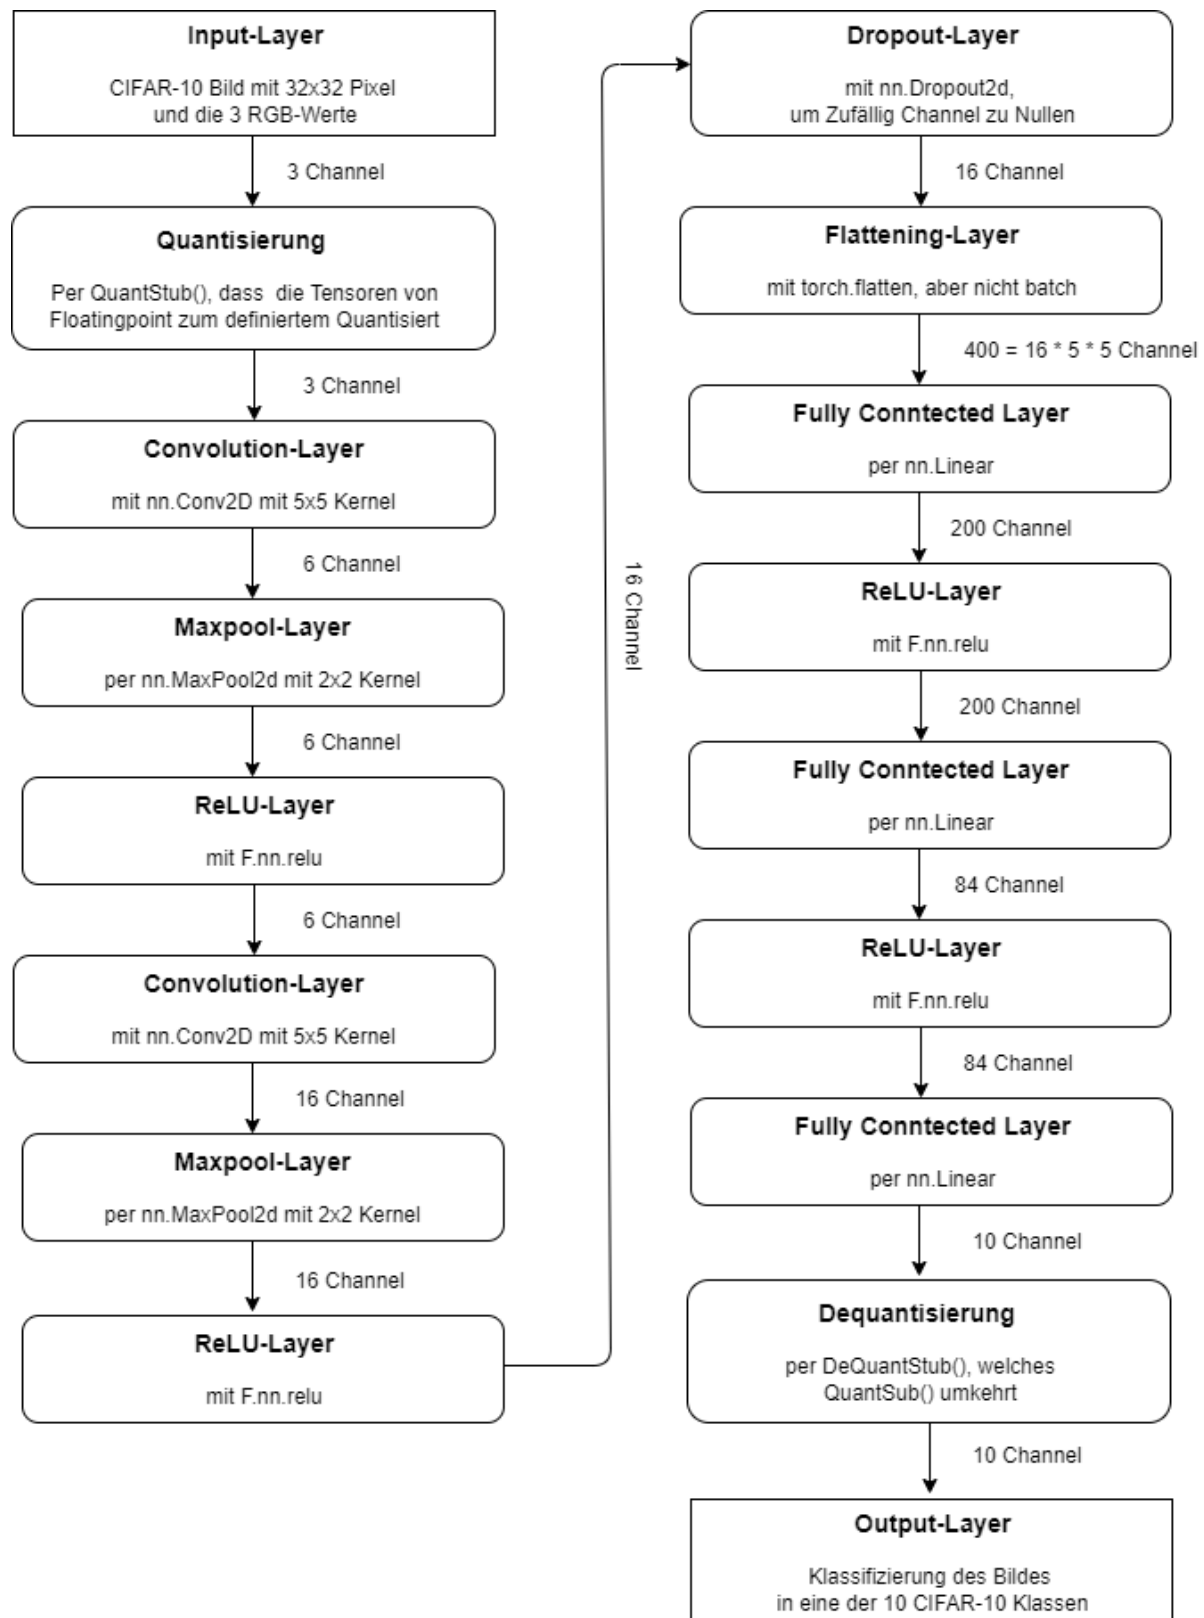 Input-Layer
CIFAR-10 Bild mit 32x32 Pixel
und die 3 RGB-Werte
3 Channel
Quantisierung
Per QuantStub(), dass die Tensoren von
Floatingpoint zum definiertem Quantisiert
3 Channel
Convolution-Layer
mit nn.Conv2D mit 5x5 Kernel
6 Channel
Maxpool-Layer
per nn.MaxPool2d mit 2x2 Kernel
6 Channel
ReLU-Layer
mit F.nn.relu
6 Channel
Convolution-Layer
mit nn.Conv2D mit 5x5 Kernel
16 Channel
Maxpool-Layer
per nn.MaxPool2d mit 2x2 Kernel
16 Channel
ReLU-Layer
mit F.nn.relu
16 Channel
Dropout-Layer
mit nn.Dropout2d,
um Zufällig Channel zu Nullen
16 Channel
Flattening-Layer
mit torch.flatten, aber nicht batch
400 = 16 * 5 * 5 Channel
Fully Conntected Layer
per nn.Linear
200 Channel
ReLU-Layer
mit F.nn.relu
200 Channel
Fully Conntected Layer
per nn.Linear
84 Channel
ReLU-Layer
mit F.nn.relu
84 Channel
Fully Conntected Layer
per nn.Linear
10 Channel
Dequantisierung
per DeQuantStub(), welches
QuantSub() umkehrt
10 Channel
Output-Layer
Klassifizierung des Bildes
in eine der 10 CIFAR-10 Klassen